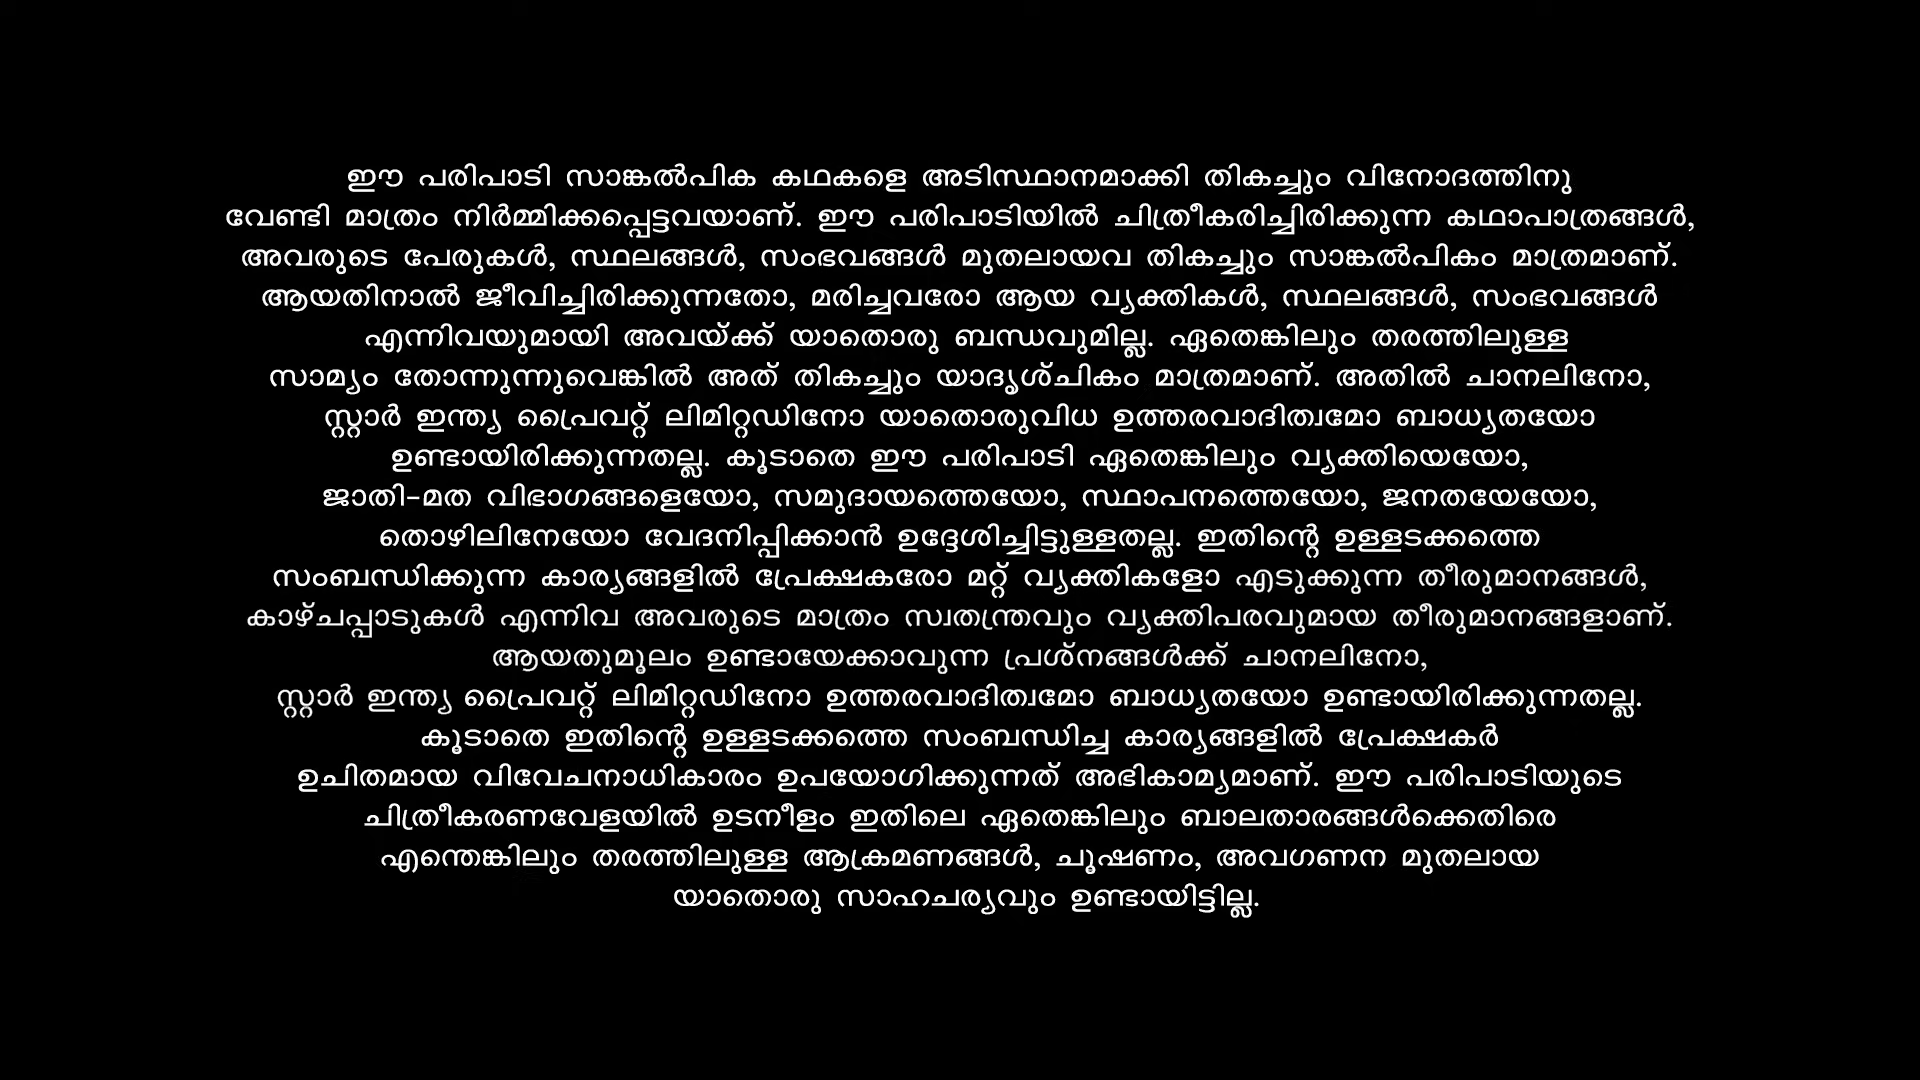 ഈ പരിപാടി സാങ്കൽപിക കഥകളെ അടിസ്ഥാനമാക്കി തികച്ചും വിനോദത്തിനു
വേണ്ടി മാത്രം നിർമ്മിക്കപ്പെട്ടവയാണ്. ഈ പരിപാടിയിൽ ചിത്രീകരിച്ചിരിക്കുന്ന കഥാപാത്രങ്ങൾ,
അവരുടെ പേരുകൾ, സ്ഥലങ്ങൾ, സംഭവങ്ങൾ മുതലായവ തികച്ചും സാങ്കൽപികം മാത്രമാണ്.
ആയതിനാൽ ജീവിച്ചിരിക്കുന്നതോ, മരിച്ചവരോ ആയ വ്യക്തികൾ, സ്ഥലങ്ങൾ, സംഭവങ്ങൾ
എന്നിവയുമായി അവയ്ക്ക് യാതൊരു ബന്ധവുമില്ല. ഏതെങ്കിലും തരത്തിലുള്ള
സാമ്യം തോന്നുന്നുവെങ്കിൽ അത് തികച്ചും യാദൃശ്ചികം മാത്രമാണ്. അതിൽ ചാനലിനോ,
സ്റ്റാർ ഇന്ത്യ പ്രൈവറ്റ് ലിമിറ്റഡിനോ യാതൊരുവിധ ഉത്തരവാദിത്വമോ ബാധ്യതയോ
ഉണ്ടായിരിക്കുന്നതല്ല. കൂടാതെ ഈ പരിപാടി ഏതെങ്കിലും വ്യക്തിയെയോ,
ജാതി-മത വിഭാഗങ്ങളെയോ, സമുദായത്തെയോ, സ്ഥാപനത്തെയോ, ജനതയേയോ,
തൊഴിലിനേയോ വേദനിപ്പിക്കാൻ ഉദ്ദേശിച്ചിട്ടുള്ളതല്ല. ഇതിന്റെ ഉള്ളടക്കത്തെ
സംബന്ധിക്കുന്ന കാര്യങ്ങളിൽ പ്രേക്ഷകരോ മറ്റ് വ്യക്തികളോ എടുക്കുന്ന തീരുമാനങ്ങൾ,
കാഴ്ചപ്പാടുകൾ എന്നിവ അവരുടെ മാത്രം സ്വതന്ത്രവും വ്യക്തിപരവുമായ തീരുമാനങ്ങളാണ്.
ആയതുമൂലം ഉണ്ടായേക്കാവുന്ന പ്രശ്നങ്ങൾക്ക് ചാനലിനോ,
സ്റ്റാർ ഇന്ത്യ പ്രൈവറ്റ് ലിമിറ്റഡിനോ ഉത്തരവാദിത്വമോ ബാധ്യതയോ ഉണ്ടായിരിക്കുന്നതല്ല.
കൂടാതെ ഇതിന്റെ ഉള്ളടക്കത്തെ സംബന്ധിച്ച കാര്യങ്ങളിൽ പ്രേക്ഷകർ
ഉചിതമായ വിവേചനാധികാരം ഉപയോഗിക്കുന്നത് അഭികാമ്യമാണ്. ഈ പരിപാടിയുടെ
ചിത്രീകരണവേളയിൽ ഉടനീളം ഇതിലെ ഏതെങ്കിലും ബാലതാരങ്ങൾക്കെതിരെ
എന്തെങ്കിലും തരത്തിലുള്ള ആക്രമണങ്ങൾ, ചൂഷണം, അവഗണന മുതലായ
യാതൊരു സാഹചര്യവും ഉണ്ടായിട്ടില്ല.